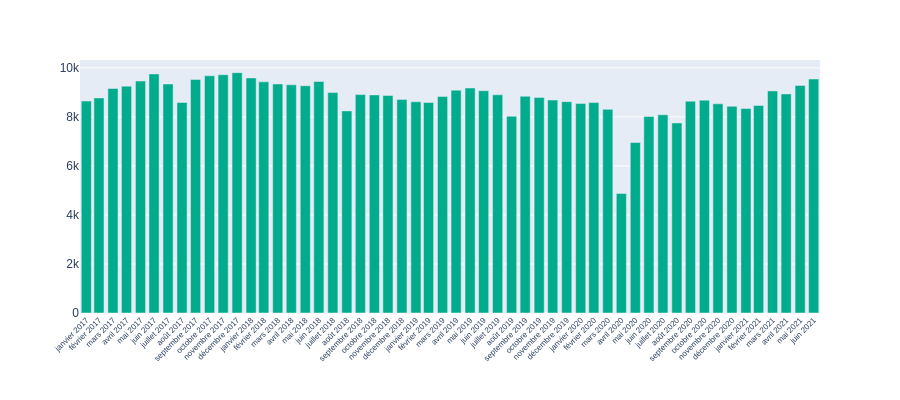 10k
8k
6k
4k
2k
0
janvier 2017
février 2017
mars 2017
avril 2017
mai 2017
juin 2017
juillet 2017
août 2017
septembre 2017
octobre 2017
novembre 2017
décembre 2017
janvier 2018
février 2018
mars 2018
avril 2018
mai 2018
juin 2018
juillet 2018
août 2018
septembre 2018
octobre 2018
novembre 2018
décembre 2018
janvier 2019
février 2019
mars 2019
avril 2019
mai 2019
juin 2019
juillet 2019
août 2019
septembre 2019
octobre 2019
novembre 2019
décembre 2019
janvier 2020
février 2020
mars 2020
avril 2020
mai 2020
juin 2020
juillet 2020
août 2020
septembre 2020
octobre 2020
novembre 2020
décembre 2020
janvier 2021
février 2021
mars 2021
avril 2021
mai 2021
juin 2021